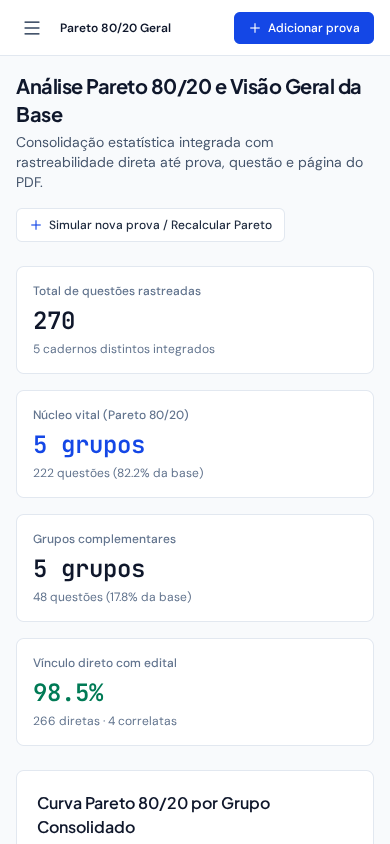 Pareto 80/20 Geral
Adicionar prova
Análise Pareto 80/20 e Visão Geral da
Base
Consolidação estatística integrada com
rastreabilidade direta até prova, questão e página do
PDF.
Simular nova prova / Recalcular Pareto
Total de questões rastreadas
270
5 cadernos distintos integrados
Núcleo vital (Pareto 80/20)
5 grupos
222 questões (82.2% da base)
Grupos complementares
5 grupos
48 questões (17.8% da base)
Vínculo direto com edital
98.5%
266 diretas · 4 correlatas
Curva Pareto 80/20 por Grupo
Consolidado